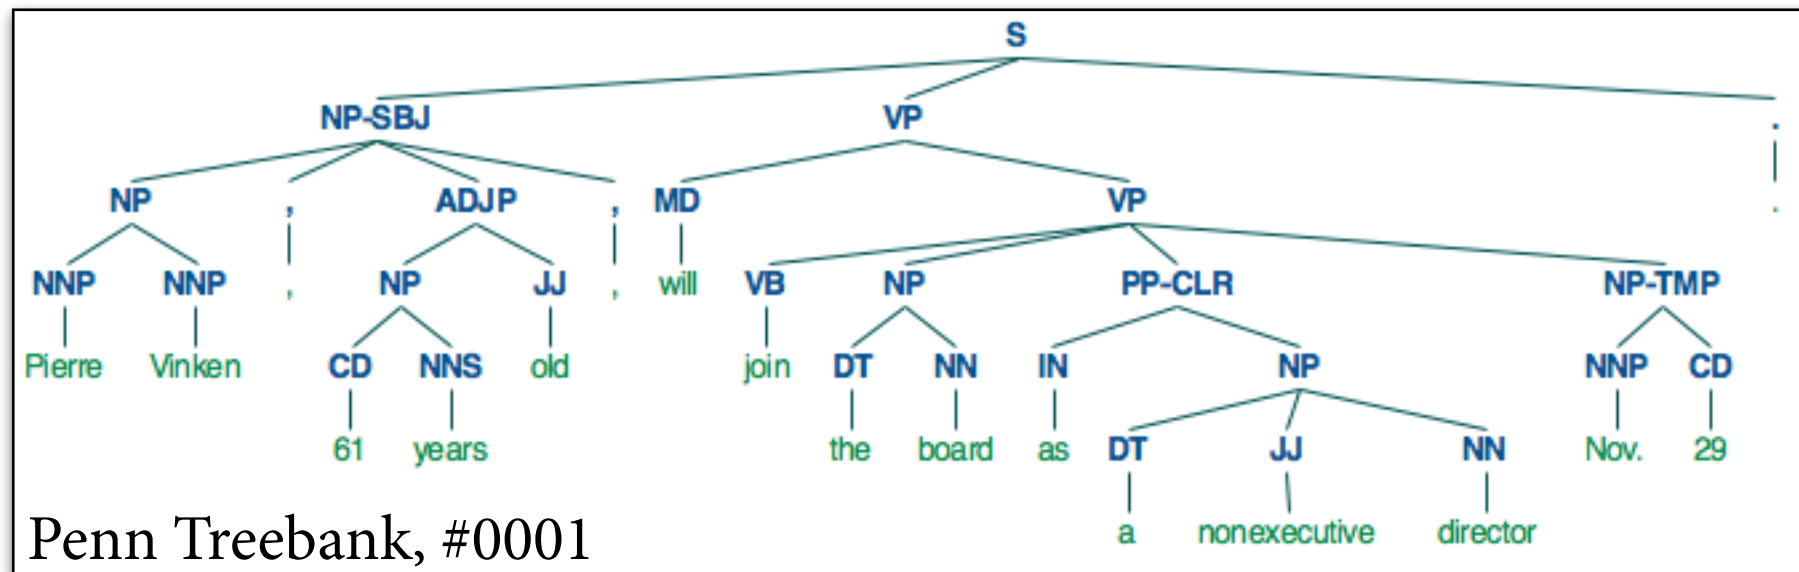 S
NP-SBJ VP .
NP , ADJP , MD VP .
NNP NNP , NP JJ , will VB NP PP-CLR NP-TMP
Pierre Vinken CD NNS old join DT NN IN NP NNP CD
61 years the board as DT JJ NN Nov. 29
a nonexecutive director
Penn Treebank, #0001